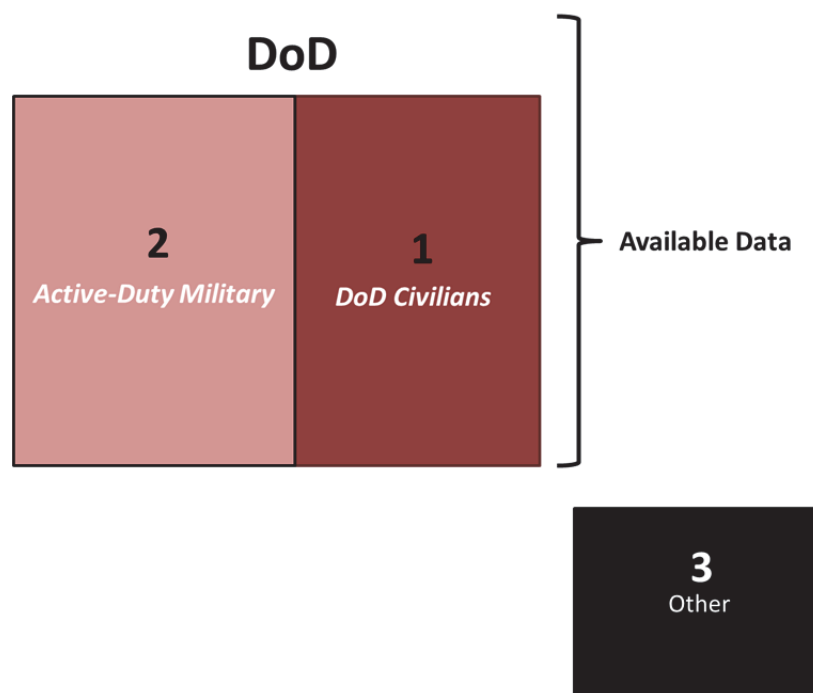 DoD
2
Active-Duty Military
1
DoD Civilians
Available Data
3
Other